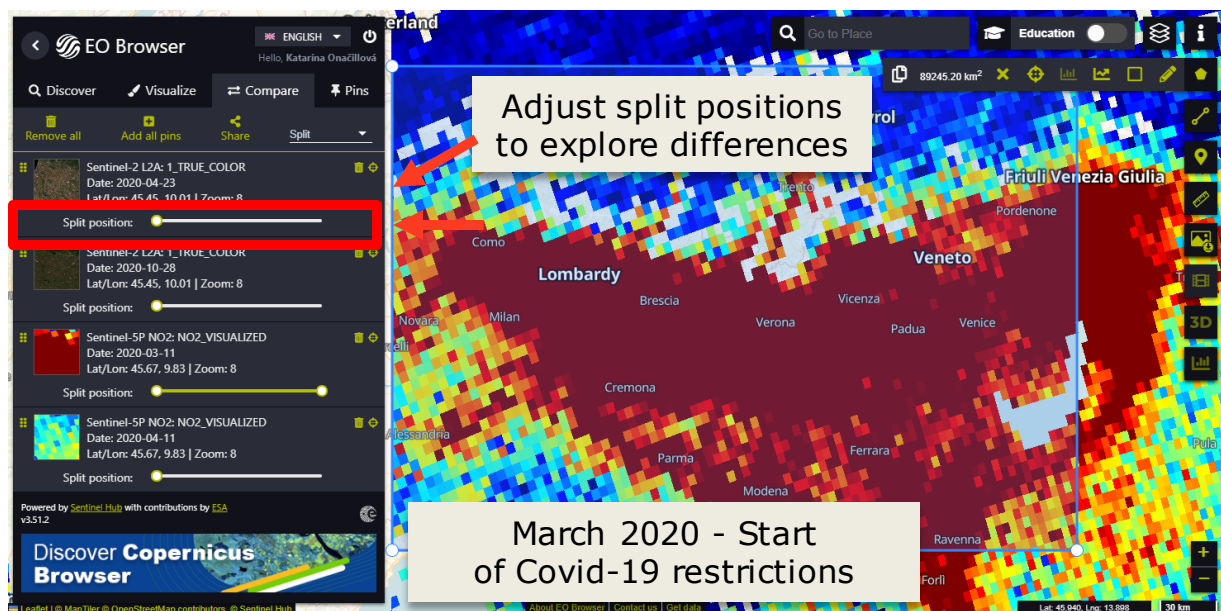 EO Browser
ENGLISH
Hello, Katarina Onačillová
Discover
Visualize
Compare
Pins
Remove all
Add all pins
Share
Split
Sentinel-2 L2A: 1_TRUE_COLOR
Date: 2020-04-23
Lat/Lon: 45.45, 10.01 | Zoom: 8
Split position:
Sentinel-2 L2A: 1_TRUE_COLOR
Date: 2020-10-28
Lat/Lon: 45.45, 10.01 | Zoom: 8
Split position:
Sentinel-5P NO2: NO2_VISUALIZED
Date: 2020-03-11
Lat/Lon: 45.67, 9.83 | Zoom: 8
Split position:
Sentinel-5P NO2: NO2_VISUALIZED
Date: 2020-04-11
Lat/Lon: 45.67, 9.83 | Zoom: 8
Split position:
Powered by Sentinel Hub with contributions by ESA
v3.51.2
Discover Copernicus
Browser
Leaflet | © MapTiler © OpenStreetMap contributors, © Sentinel Hub
erland
Go to Place
Education
89245.20 km²
Adjust split positions
to explore differences
yrol
Trento
Friuli Venezia Giulia
Pordenone
Como
Lombardy
Veneto
Brescia
Vicenza
Novara
Milan
Verona
Padua
Venice
3D
Cremona
Alessandria
Parma
Ferrara
Pula
Modena
March 2020 - Start
of Covid-19 restrictions
Ravenna
Forlì
About EO Browser | Contact us | Get data
Lat: 45.940, Lng: 13.898
30 km